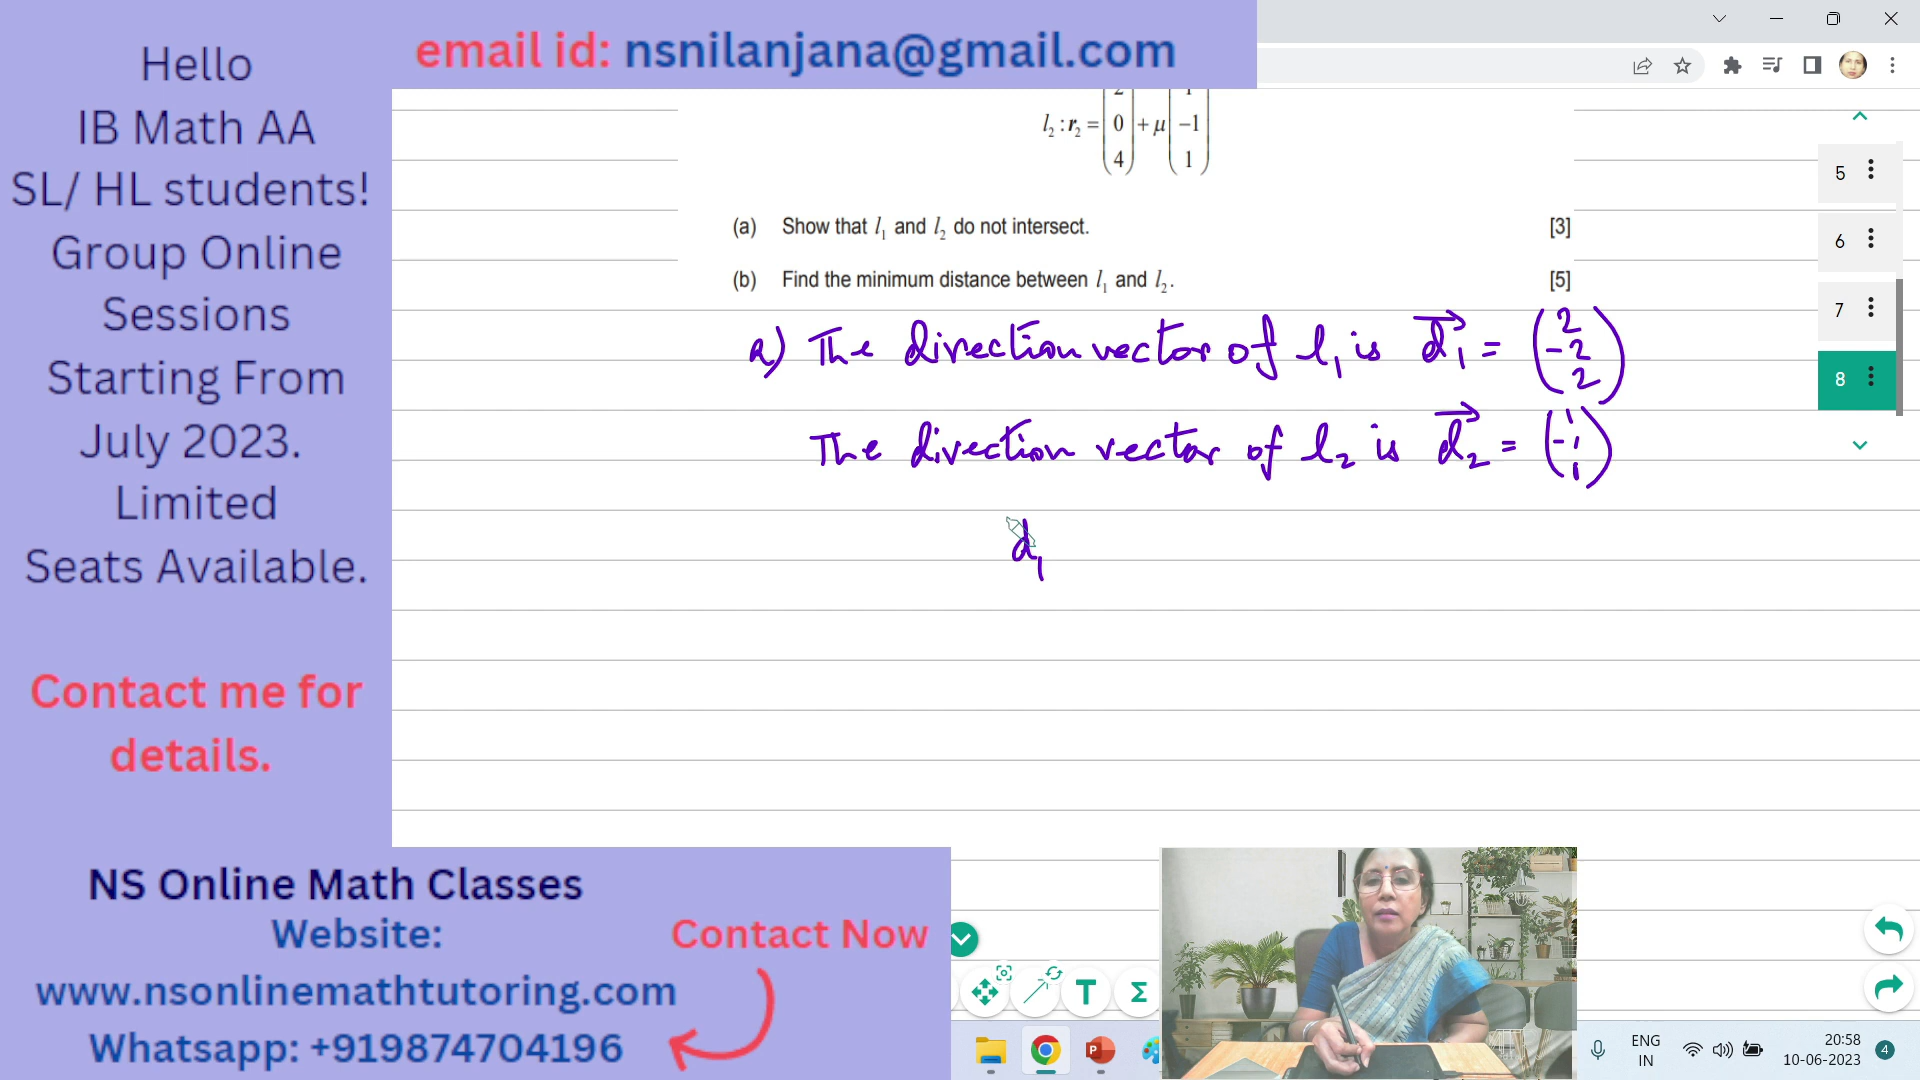 Hello
IB Math AA
SL/ HL students!
Group Online
Sessions
Starting From
July 2023.
Limited
Seats Available.
Contact me for
details.
email id: nsnilanjana@gmail.com
l₂ : r₂ = (2 0 4) + μ (1 −1 1)
(a) Show that l₁ and l₂ do not intersect. [3]
(b) Find the minimum distance between l₁ and l₂. [5]
a) The direction vector of l₁ is d₁ = (2 -2 2)
The direction vector of l₂ is d₂ = (1 -1 1)
d₁
5
6
7
8
NS Online Math Classes
Website:
www.nsonlinemathtutoring.com
Whatsapp: +919874704196
Contact Now
T
Σ
P
ENG
IN
20:58
10-06-2023
4